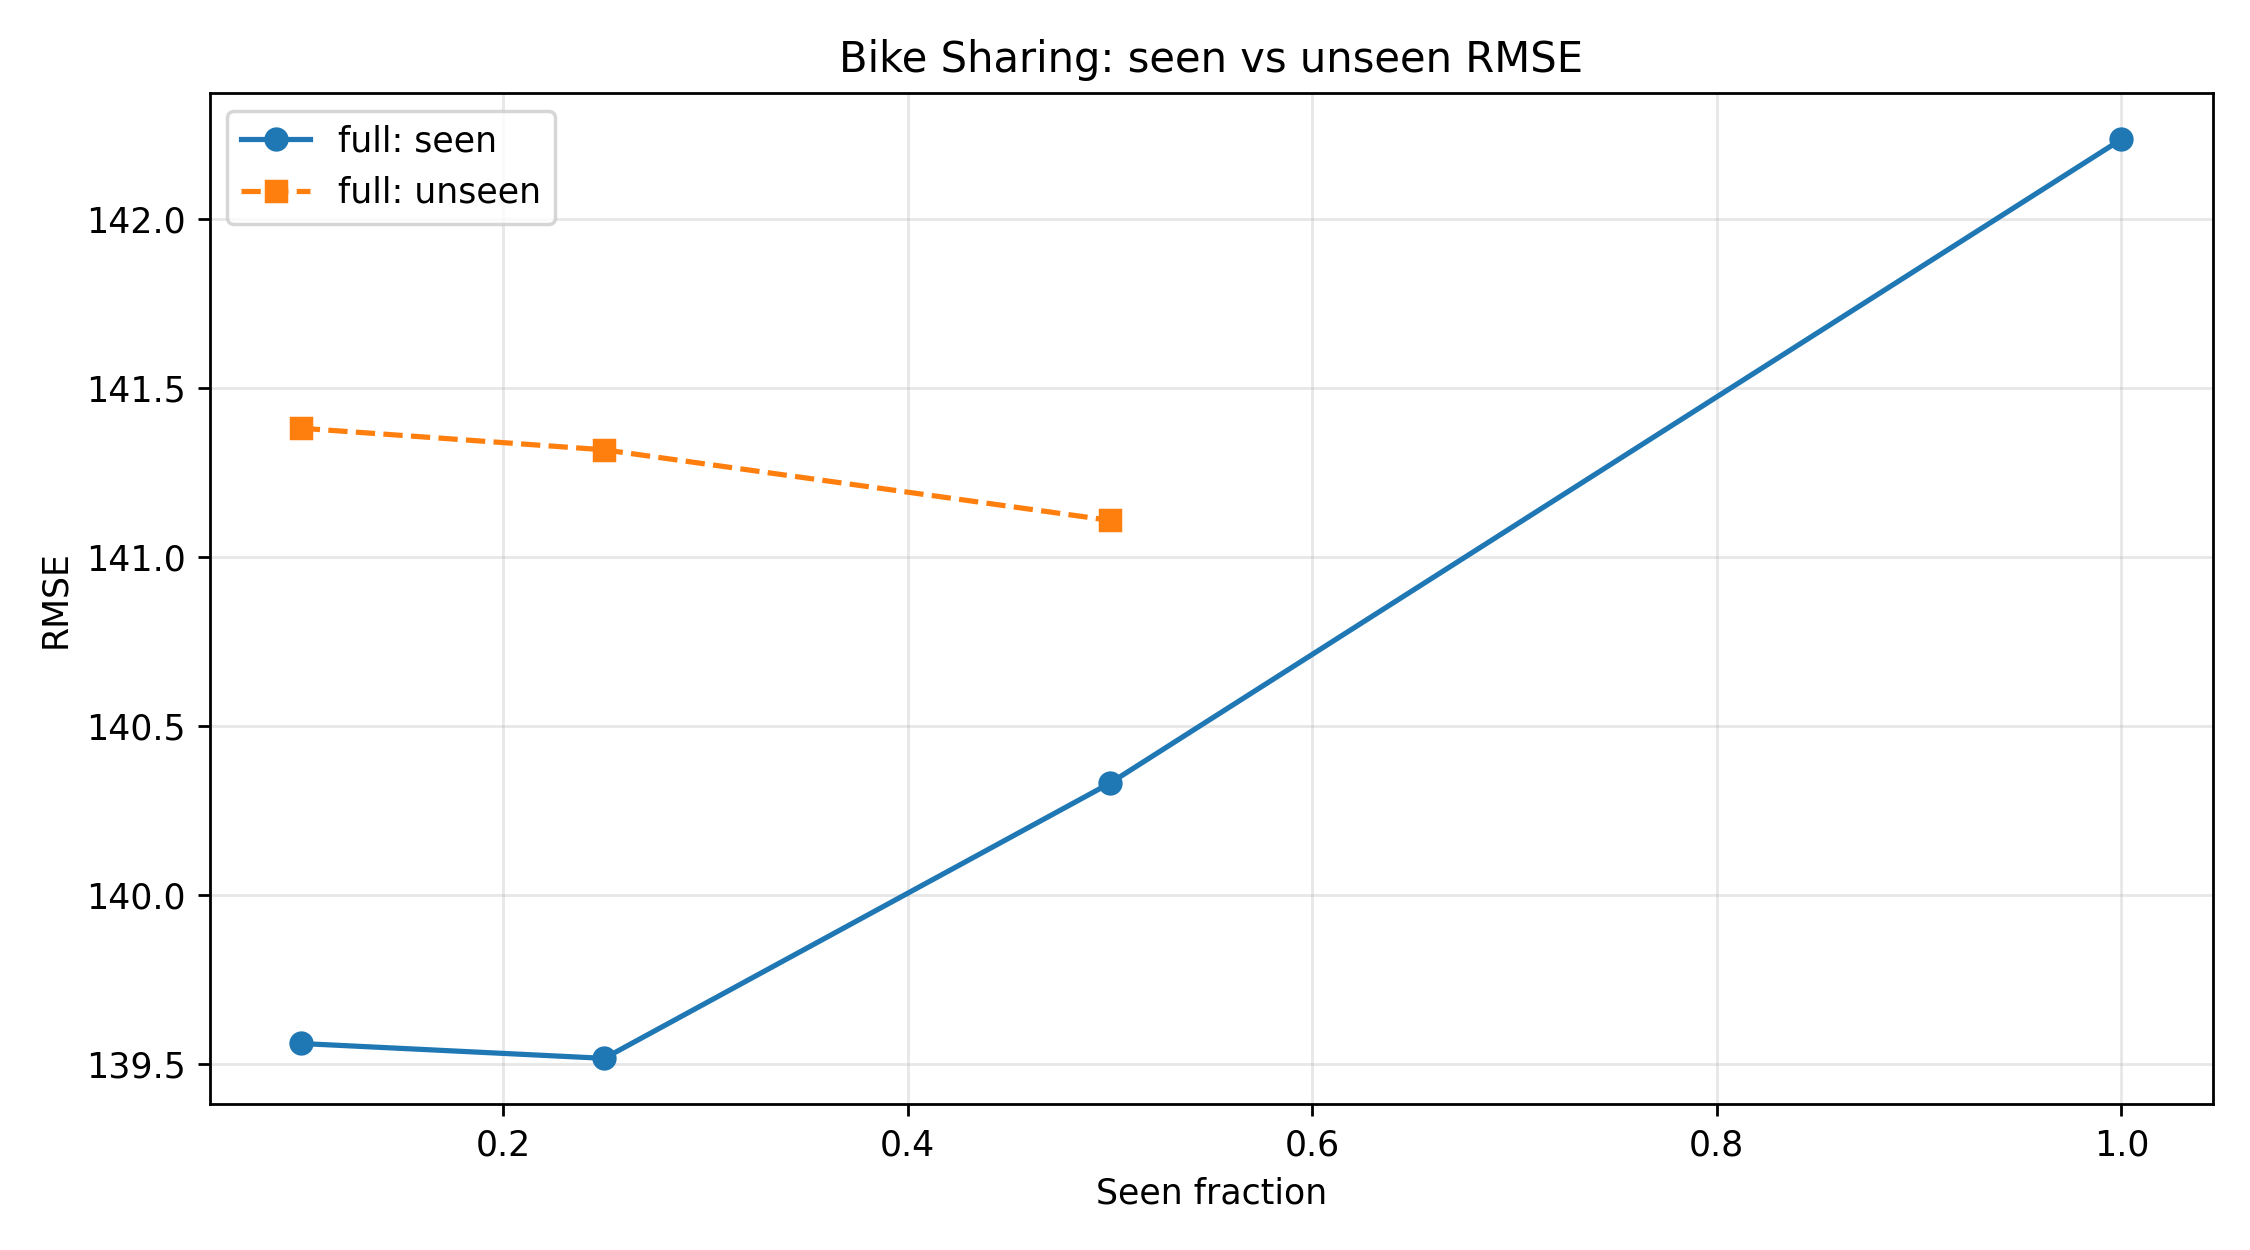 Bike Sharing: seen vs unseen RMSE
full: seen
full: unseen
142.0
141.5
141.0
140.5
140.0
139.5
RMSE
0.2 0.4 0.6 0.8 1.0
Seen fraction